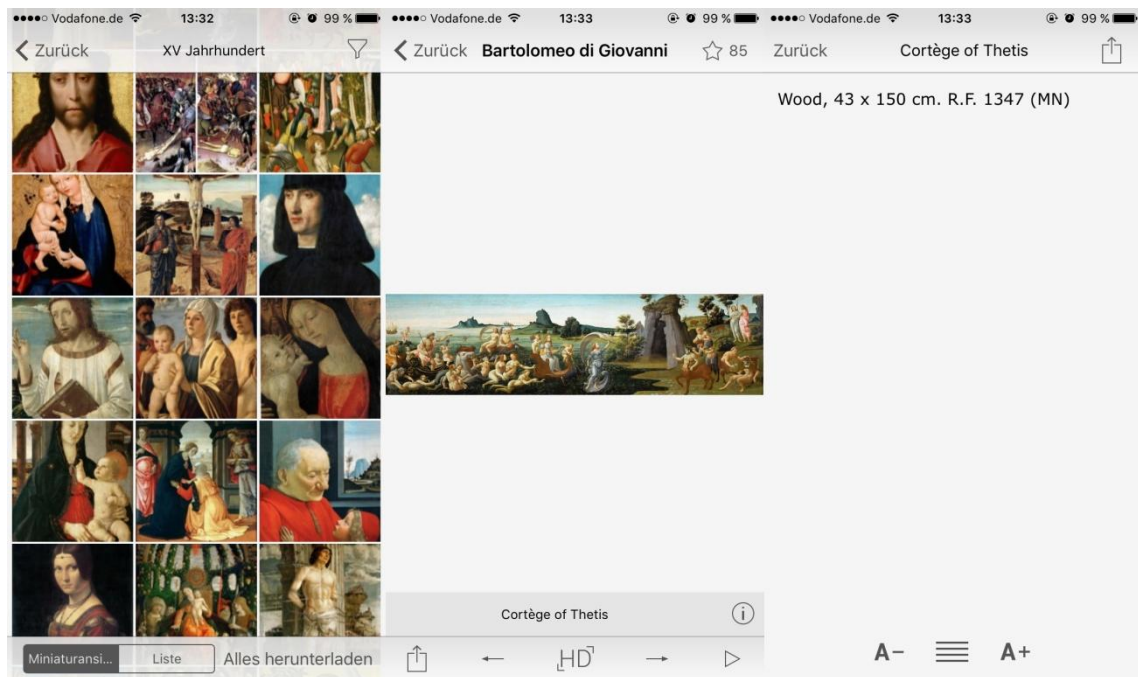 Vodafone.de 13:32 99 %
Zurück XV Jahrhundert
Miniaturansi... Liste Alles herunterladen
Vodafone.de 13:33 99 %
Zurück Bartolomeo di Giovanni 85
Cortège of Thetis
HD
Vodafone.de 13:33 99 %
Zurück Cortège of Thetis
Wood, 43 x 150 cm. R.F. 1347 (MN)
A- A+